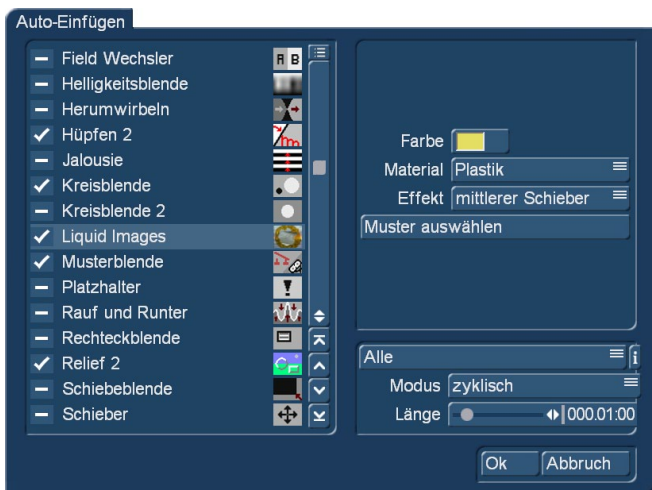 Auto-Einfügen
Field Wechsler
A B
Helligkeitsblende
Herumwirbeln
Hüpfen 2
Jalousie
Kreisblende
Kreisblende 2
Liquid Images
Musterblende
Platzhalter
Rauf und Runter
Rechteckblende
Relief 2
Schiebeblende
Schieber
Farbe
Material Plastik
Effekt mittlerer Schieber
Muster auswählen
Alle i
Modus zyklisch
Länge 000.01:00
Ok Abbruch